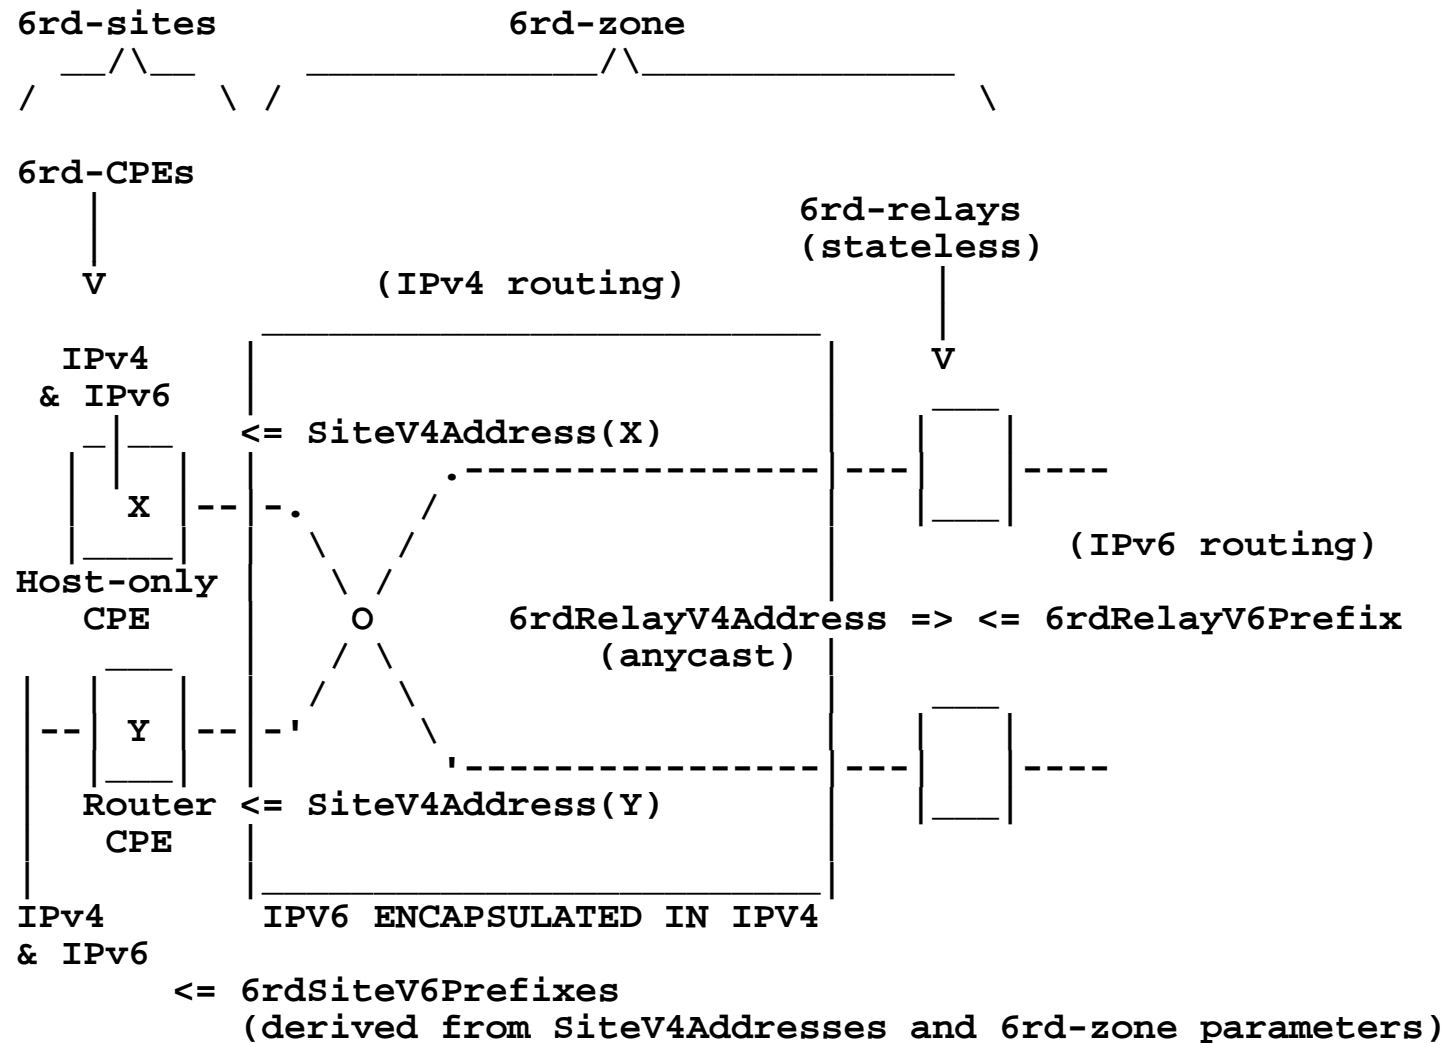 6rd-sites 6rd-zone
6rd-CPEs
6rd-relays
(stateless)
V (IPv4 routing)
IPv4 V
& IPv6
<= SiteV4Address(X)
X
(IPv6 routing)
Host-only
CPE O 6rdRelayV4Address => <= 6rdRelayV6Prefix
(anycast)
Y
Router <= SiteV4Address(Y)
CPE
IPv4 IPV6 ENCAPSULATED IN IPV4
& IPv6
<= 6rdSiteV6Prefixes
(derived from SiteV4Addresses and 6rd-zone parameters)